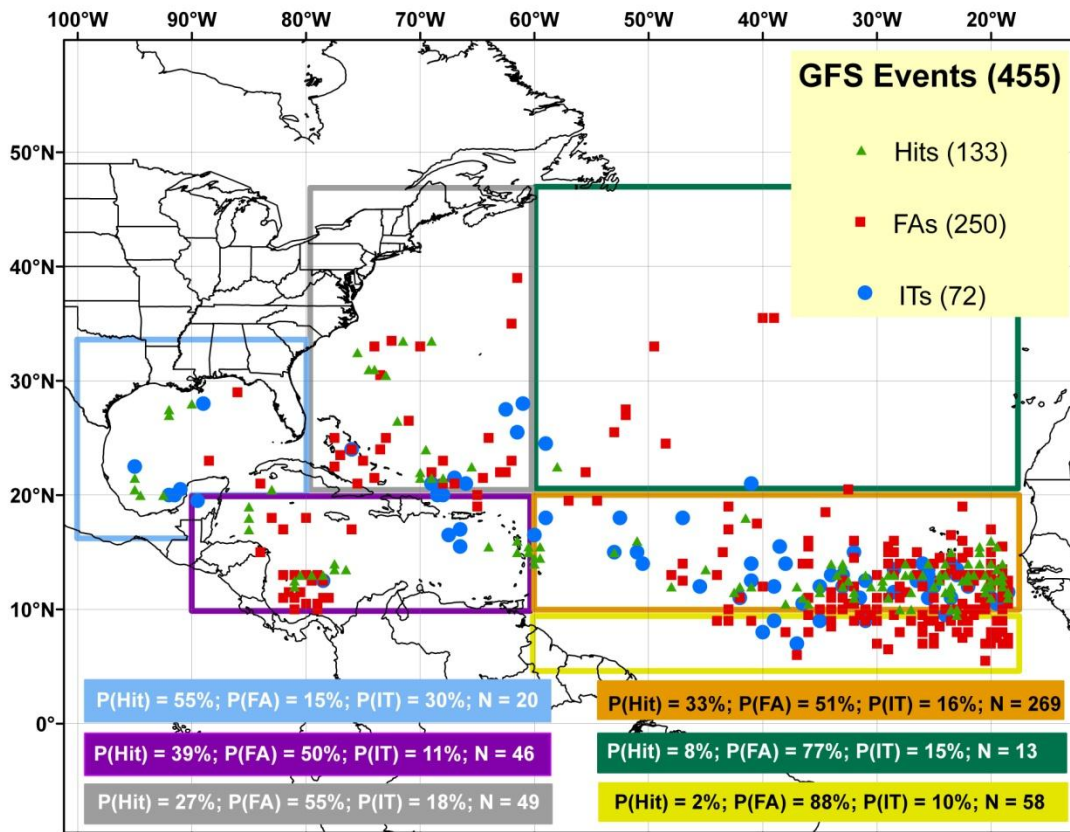 100°W 90°W 80°W 70°W 60°W 50°W 40°W 30°W 20°W
GFS Events (455)
Hits (133)
FAs (250)
ITs (72)
50°N
40°N
30°N
20°N
10°N
0°
P(Hit) = 55%; P(FA) = 15%; P(IT) = 30%; N = 20
P(Hit) = 39%; P(FA) = 50%; P(IT) = 11%; N = 46
P(Hit) = 27%; P(FA) = 55%; P(IT) = 18%; N = 49
P(Hit) = 33%; P(FA) = 51%; P(IT) = 16%; N = 269
P(Hit) = 8%; P(FA) = 77%; P(IT) = 15%; N = 13
P(Hit) = 2%; P(FA) = 88%; P(IT) = 10%; N = 58